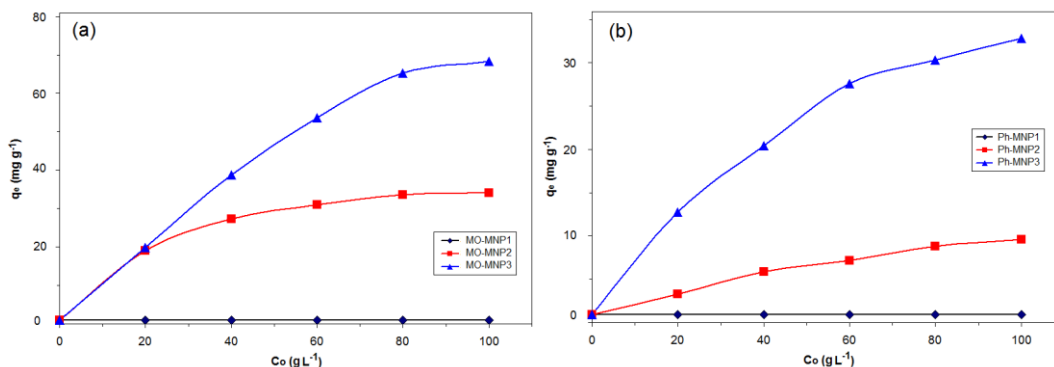 (a)
80
60
40
20
0
qe (mg g-1)
0 20 40 60 80 100
Co (g L-1)
MO-MNP1
MO-MNP2
MO-MNP3
(b)
30
20
10
0
qe (mg g-1)
0 20 40 60 80 100
Co (g L-1)
Ph-MNP1
Ph-MNP2
Ph-MNP3